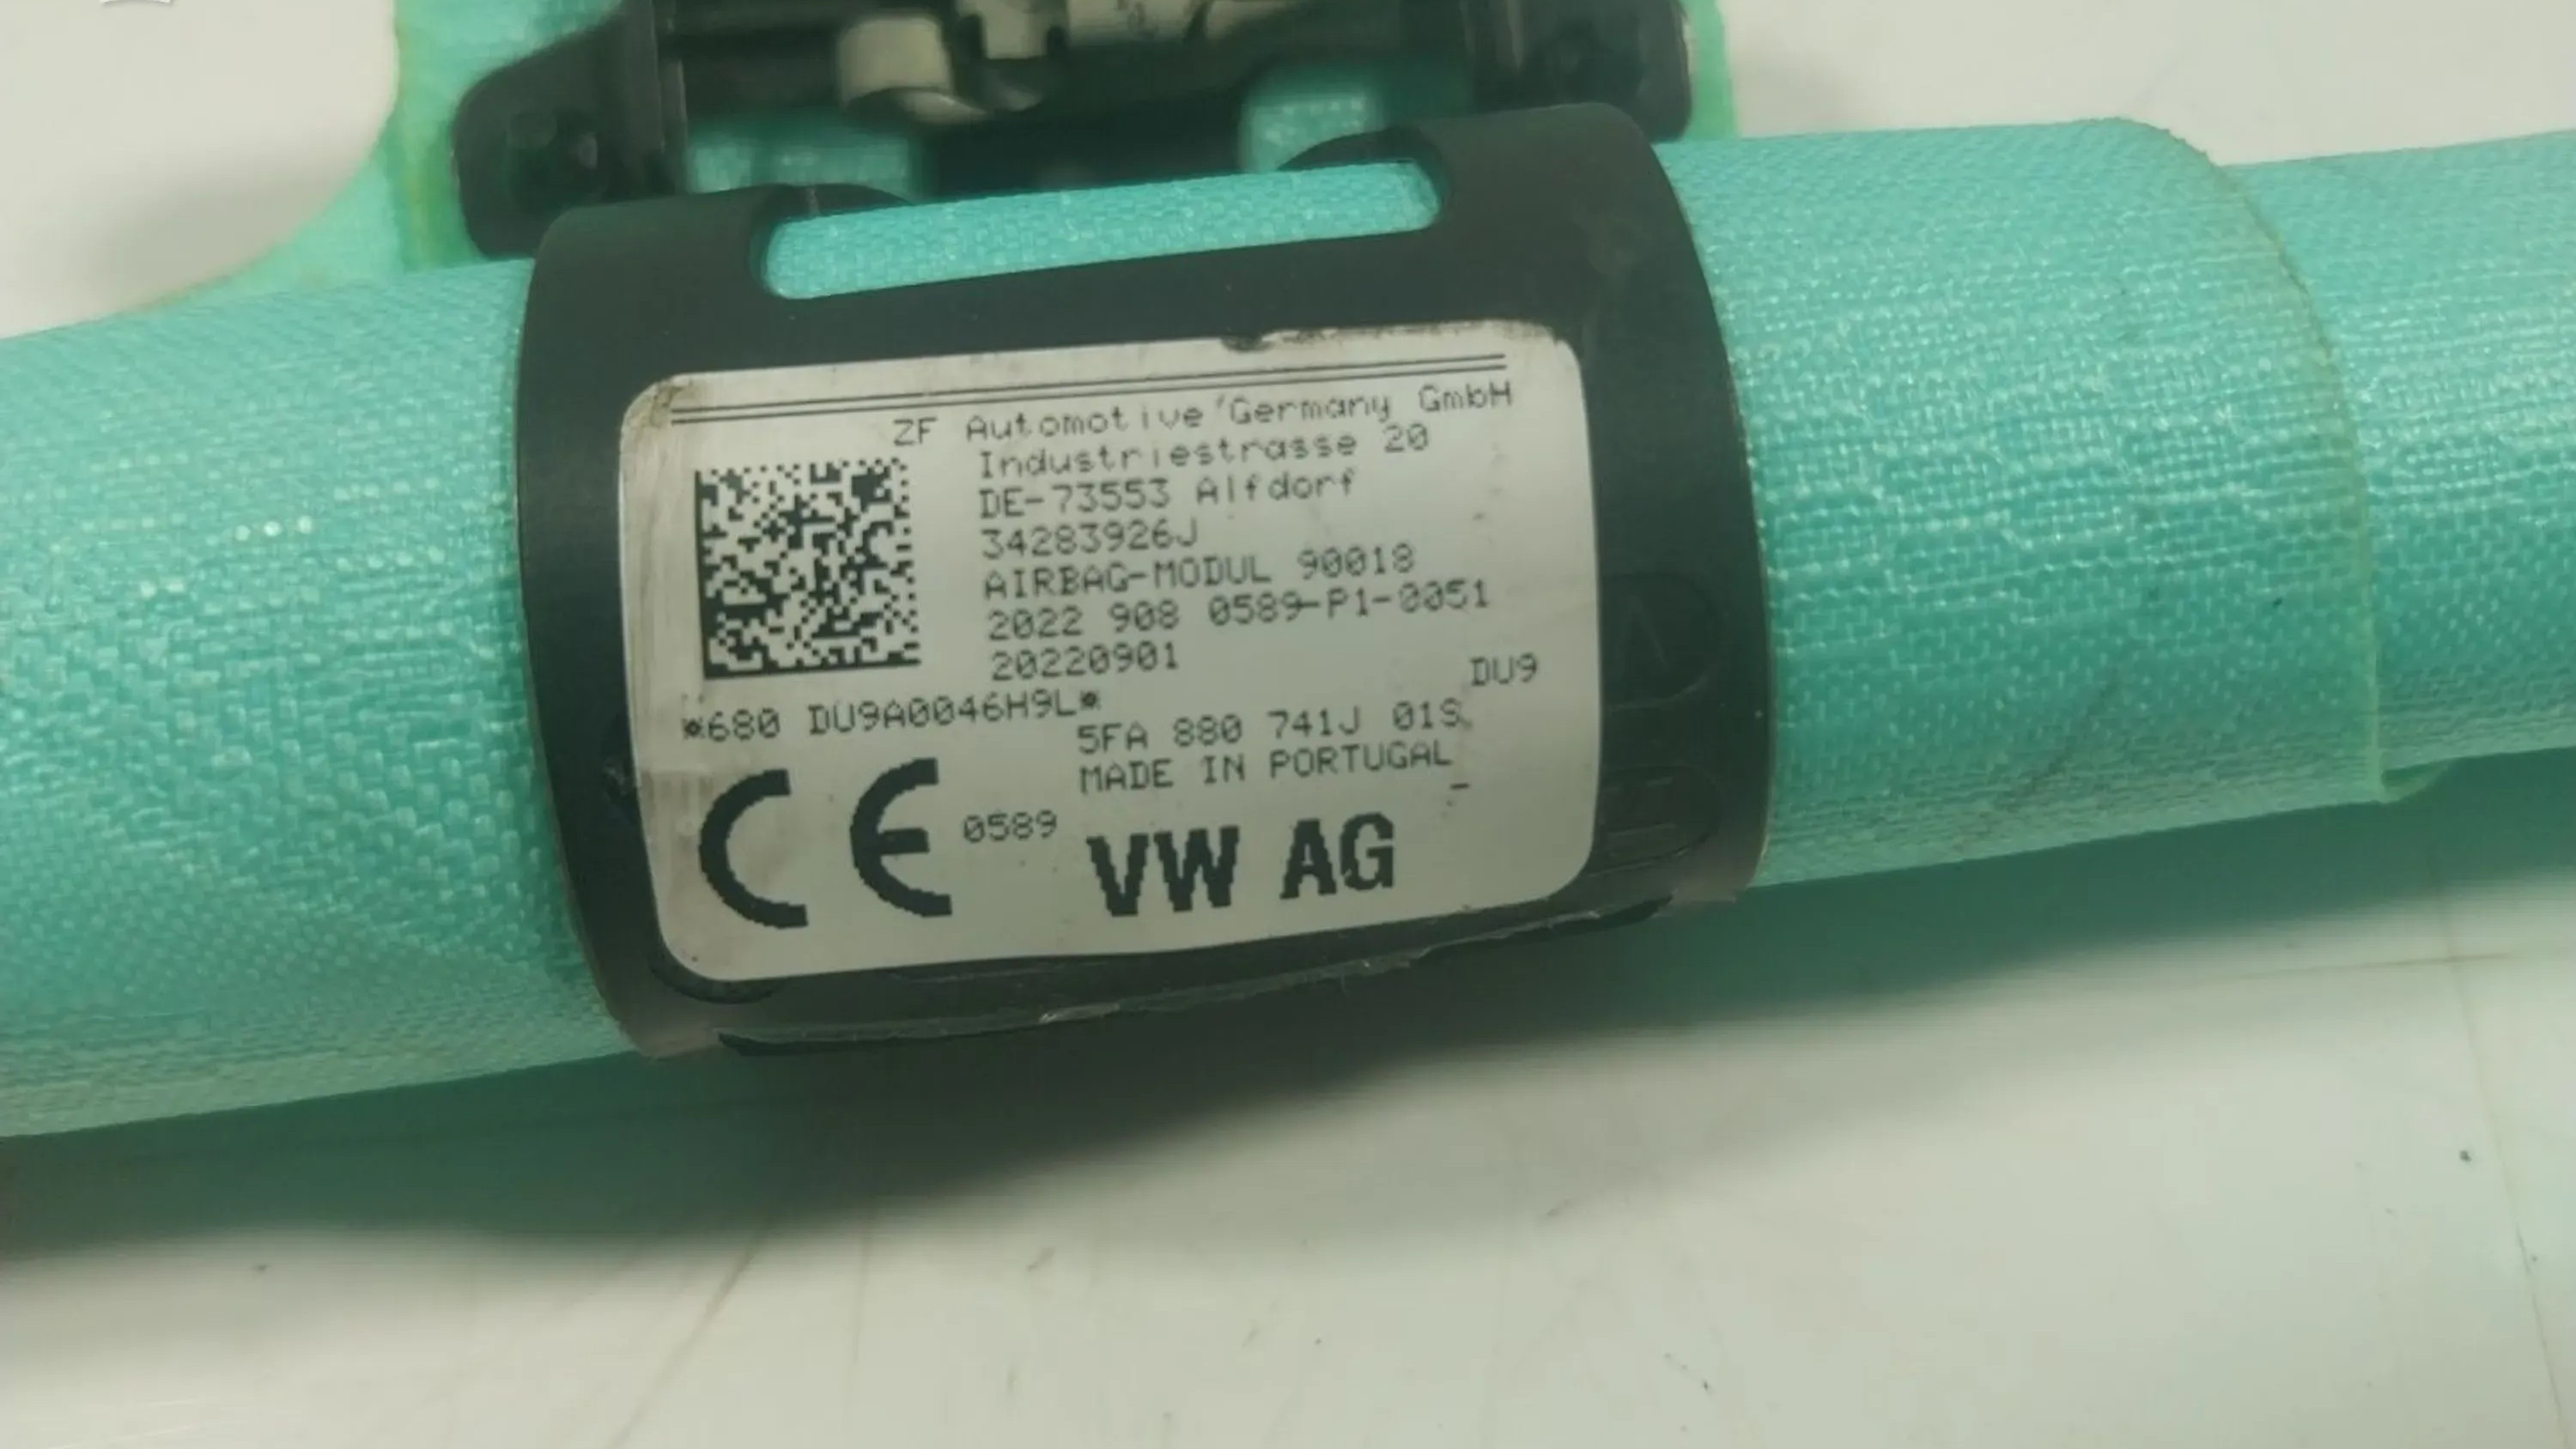 ZF Automotive Germany GmbH
Industriestrasse 20
DE-73553 Alfdorf
34283926J
AIRBAG-MODUL 90018
2022 908 0589-P1-0051
20220901
DU9
*680 DU9A0046H9L*
5FA 880 741J 01S
MADE IN PORTUGAL
CE 0589 VW AG